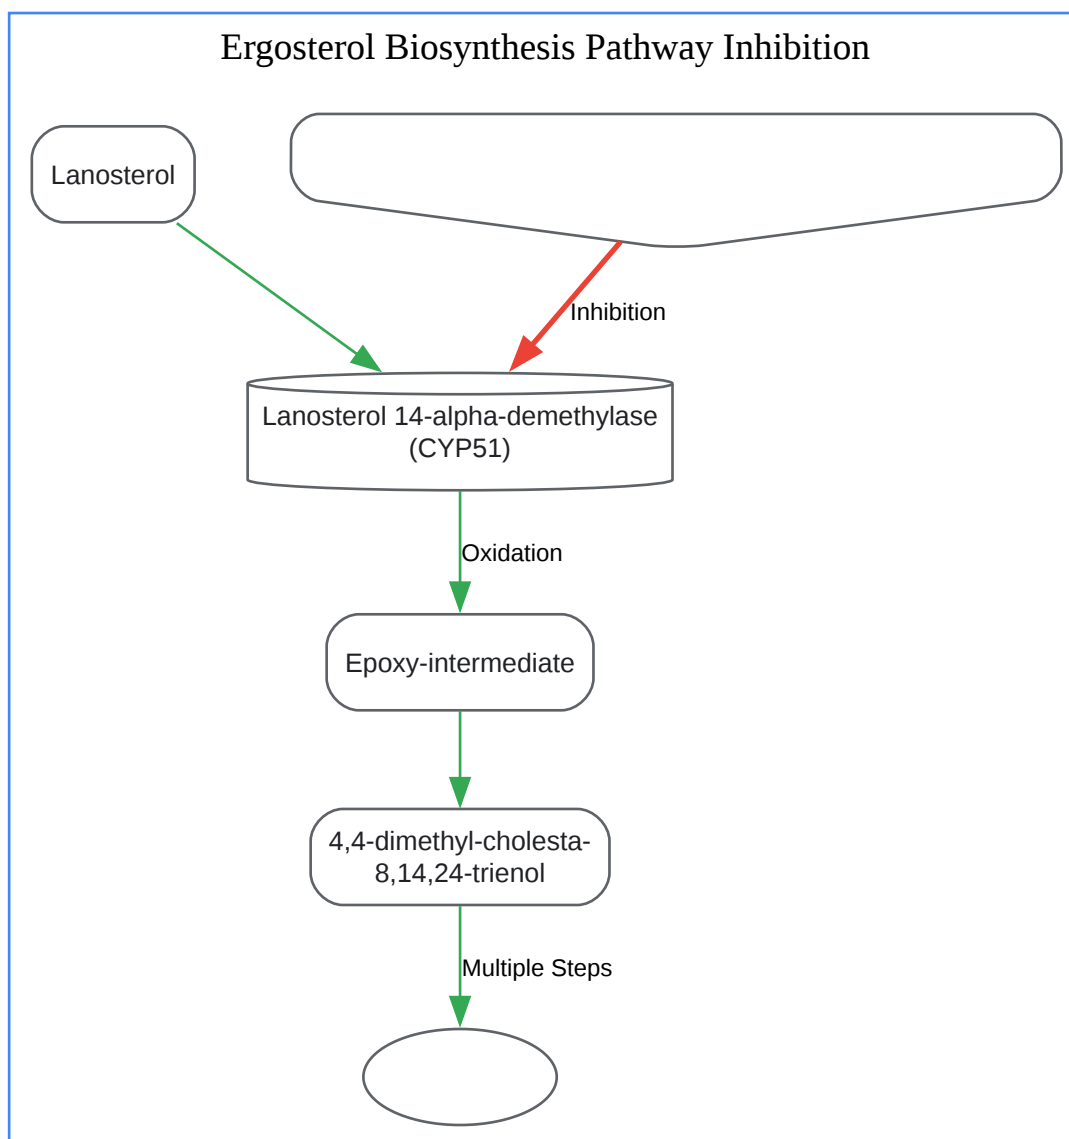 Ergosterol Biosynthesis Pathway Inhibition
Lanosterol
Inhibition
Lanosterol 14-alpha-demethylase
(CYP51)
Oxidation
Epoxy-intermediate
4,4-dimethyl-cholesta-
8,14,24-trienol
Multiple Steps